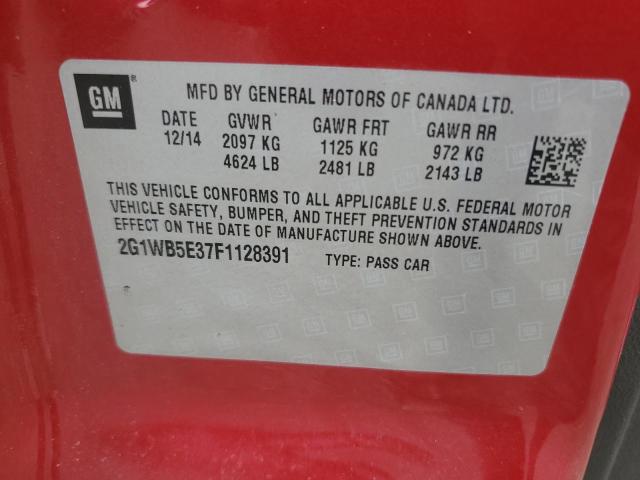 GM ®
MFD BY GENERAL MOTORS OF CANADA LTD.
DATE GVWR GAWR FRT GAWR RR
12/14 2097 KG 1125 KG 972 KG
4624 LB 2481 LB 2143 LB
THIS VEHICLE CONFORMS TO ALL APPLICABLE U.S. FEDERAL MOTOR
VEHICLE SAFETY, BUMPER, AND THEFT PREVENTION STANDARDS IN
EFFECT ON THE DATE OF MANUFACTURE SHOWN ABOVE.
2G1WB5E37F1128391 TYPE: PASS CAR